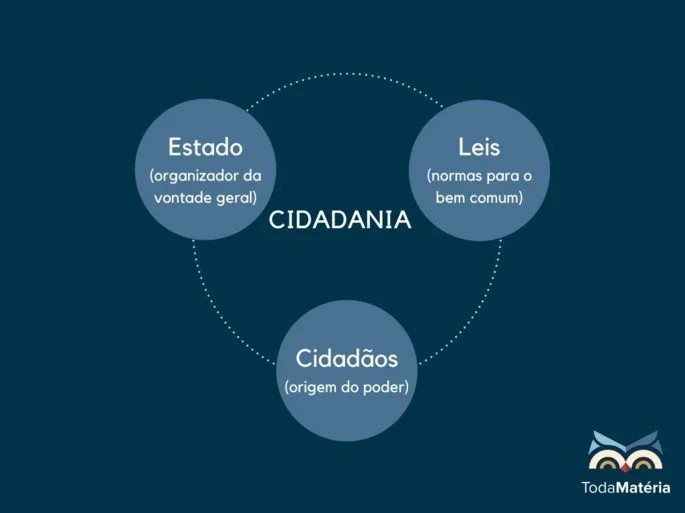 Estado
(organizador da
vontade geral)
Leis
(normas para o
bem comum)
CIDADANIA
Cidadãos
(origem do poder)
TodaMatéria